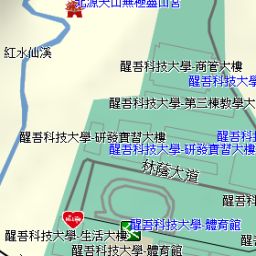 北源天山無極靈山宮
紅水仙溪
醒吾科技大學-商管大樓
醒吾科技大學
醒吾科技大學-第三棟教學大
醒吾科技大學-研發實習大樓
醒吾科技大學-研發實習大樓
林蔭大道
醒吾科技
醒吾科技大學-體育館
醒吾科技大學-生活大樓
醒吾科
醒吾科技大學-體育館